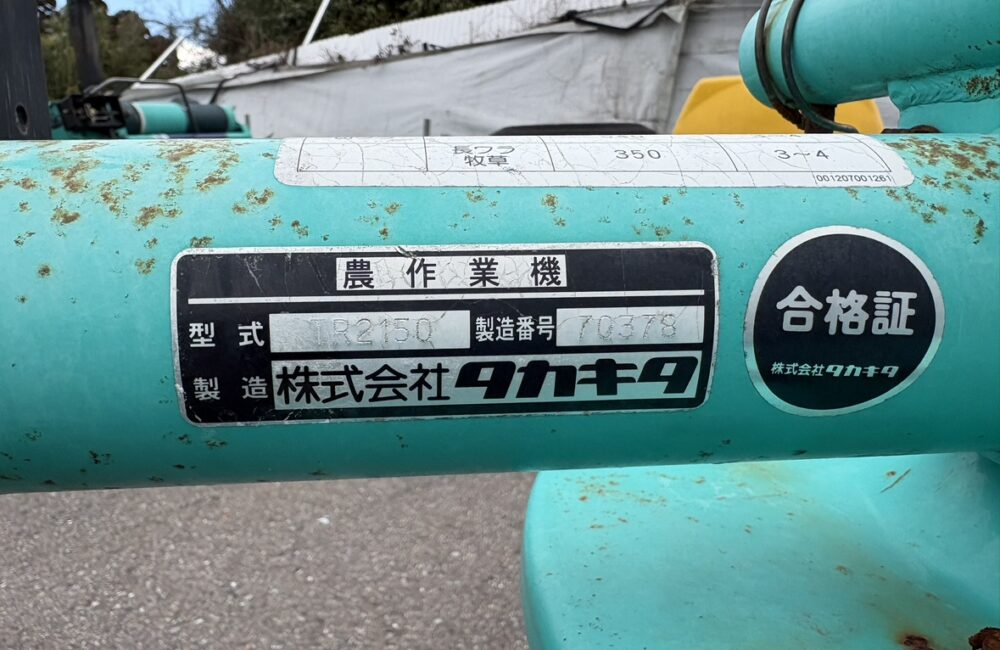 長ワラ 350 3〜4
牧草
001207001261
農作業機
型式 IR2150 製造番号 70378
製造 株式会社タカキタ
合格証
株式会社タカキタ